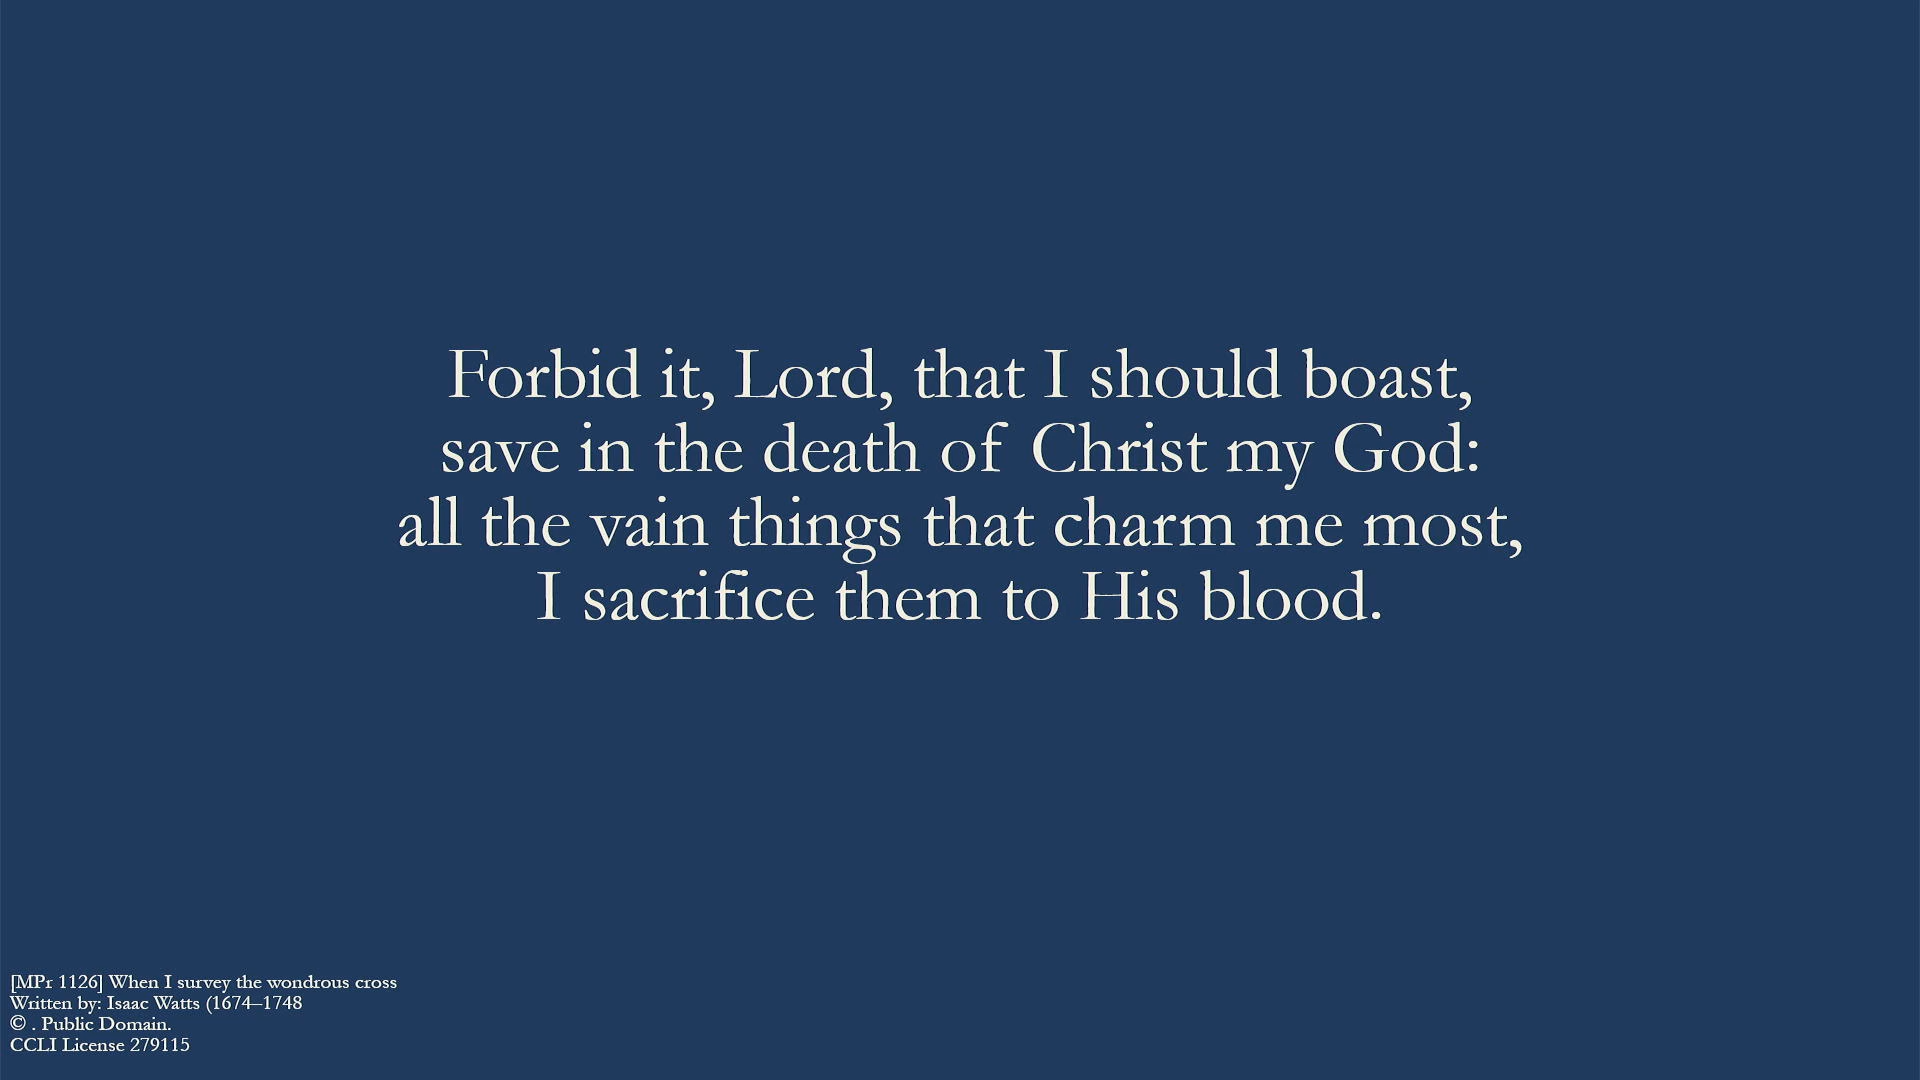 Forbid it, Lord, that I should boast,
save in the death of Christ my God:
all the vain things that charm me most,
I sacrifice them to His blood.
[MPr 1126] When I survey the wondrous cross
Written by: Isaac Watts (1674–1748
© . Public Domain.
CCLI License 279115